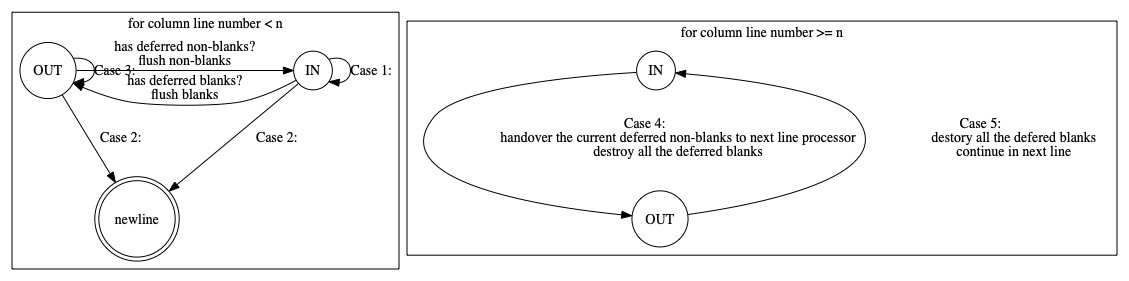 for column line number < n
has deferred non-blanks?
flush non-blanks
OUT
Case 3:
IN
Case 1:
has deferred blanks?
flush blanks
Case 2:
Case 2:
newline
for column line number >= n
IN
Case 4:
handover the current deferred non-blanks to next line processor
destroy all the deferred blanks
Case 5:
destory all the defered blanks
continue in next line
OUT